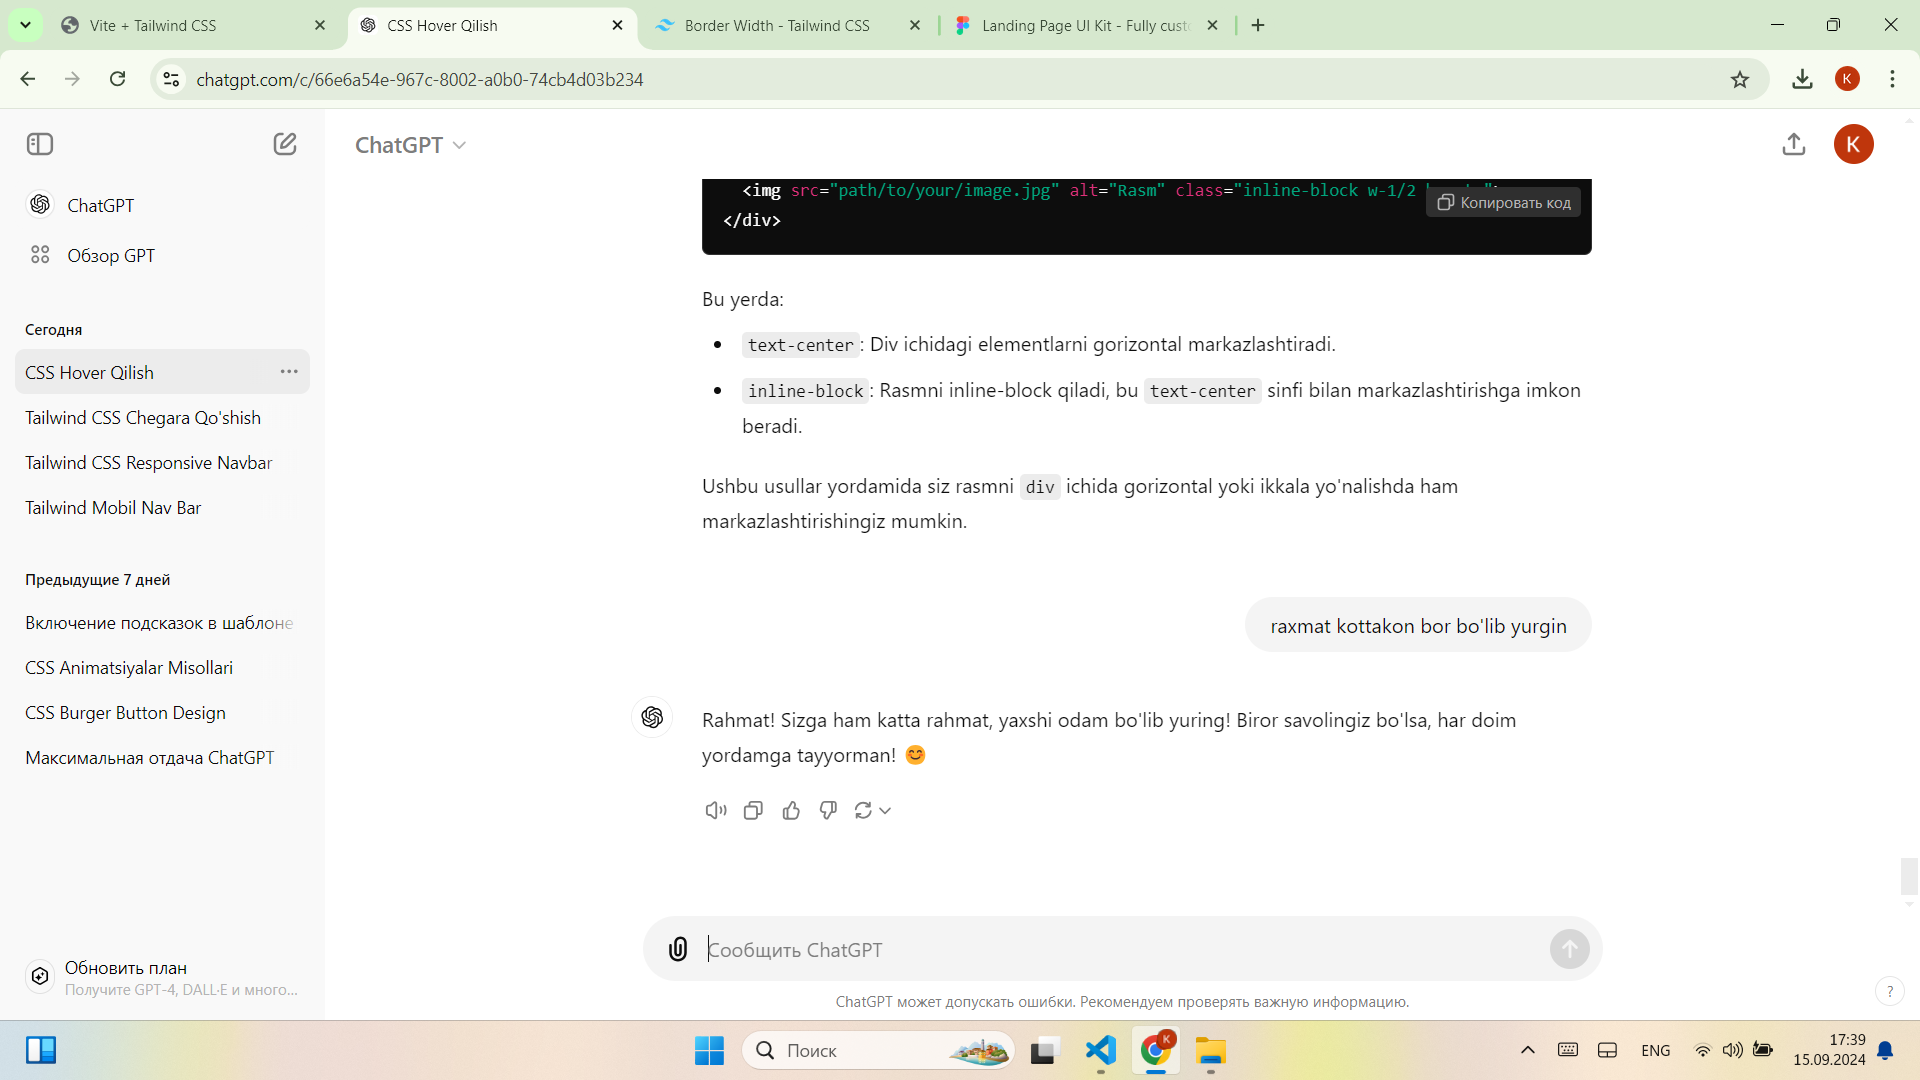 Vite + Tailwind CSS
CSS Hover Qilish
Border Width - Tailwind CSS
Landing Page UI Kit - Fully cust
chatgpt.com/c/66e6a54e-967c-8002-a0b0-74cb4d03b234
K
ChatGPT
K
ChatGPT
Обзор GPT
Сегодня
CSS Hover Qilish
Tailwind CSS Chegara Qo'shish
Tailwind CSS Responsive Navbar
Tailwind Mobil Nav Bar
Предыдущие 7 дней
Включение подсказок в шаблоне
CSS Animatsiyalar Misollari
CSS Burger Button Design
Максимальная отдача ChatGPT
Обновить план
Получите GPT-4, DALL·E и много...
<img src="path/to/your/image.jpg" alt="Rasm" class="inline-block w-1/2
Копировать код
</div>
Bu yerda:
text-center: Div ichidagi elementlarni gorizontal markazlashtiradi.
inline-block: Rasmni inline-block qiladi, bu text-center sinfi bilan markazlashtirishga imkon
beradi.
Ushbu usullar yordamida siz rasmni div ichida gorizontal yoki ikkala yo'nalishda ham
markazlashtirishingiz mumkin.
raxmat kottakon bor bo'lib yurgin
Rahmat! Sizga ham katta rahmat, yaxshi odam bo'lib yuring! Biror savolingiz bo'lsa, har doim
yordamga tayyorman! 😊
Сообщить ChatGPT
ChatGPT может допускать ошибки. Рекомендуем проверять важную информацию.
?
Поиск
K
ENG
17:39
15.09.2024